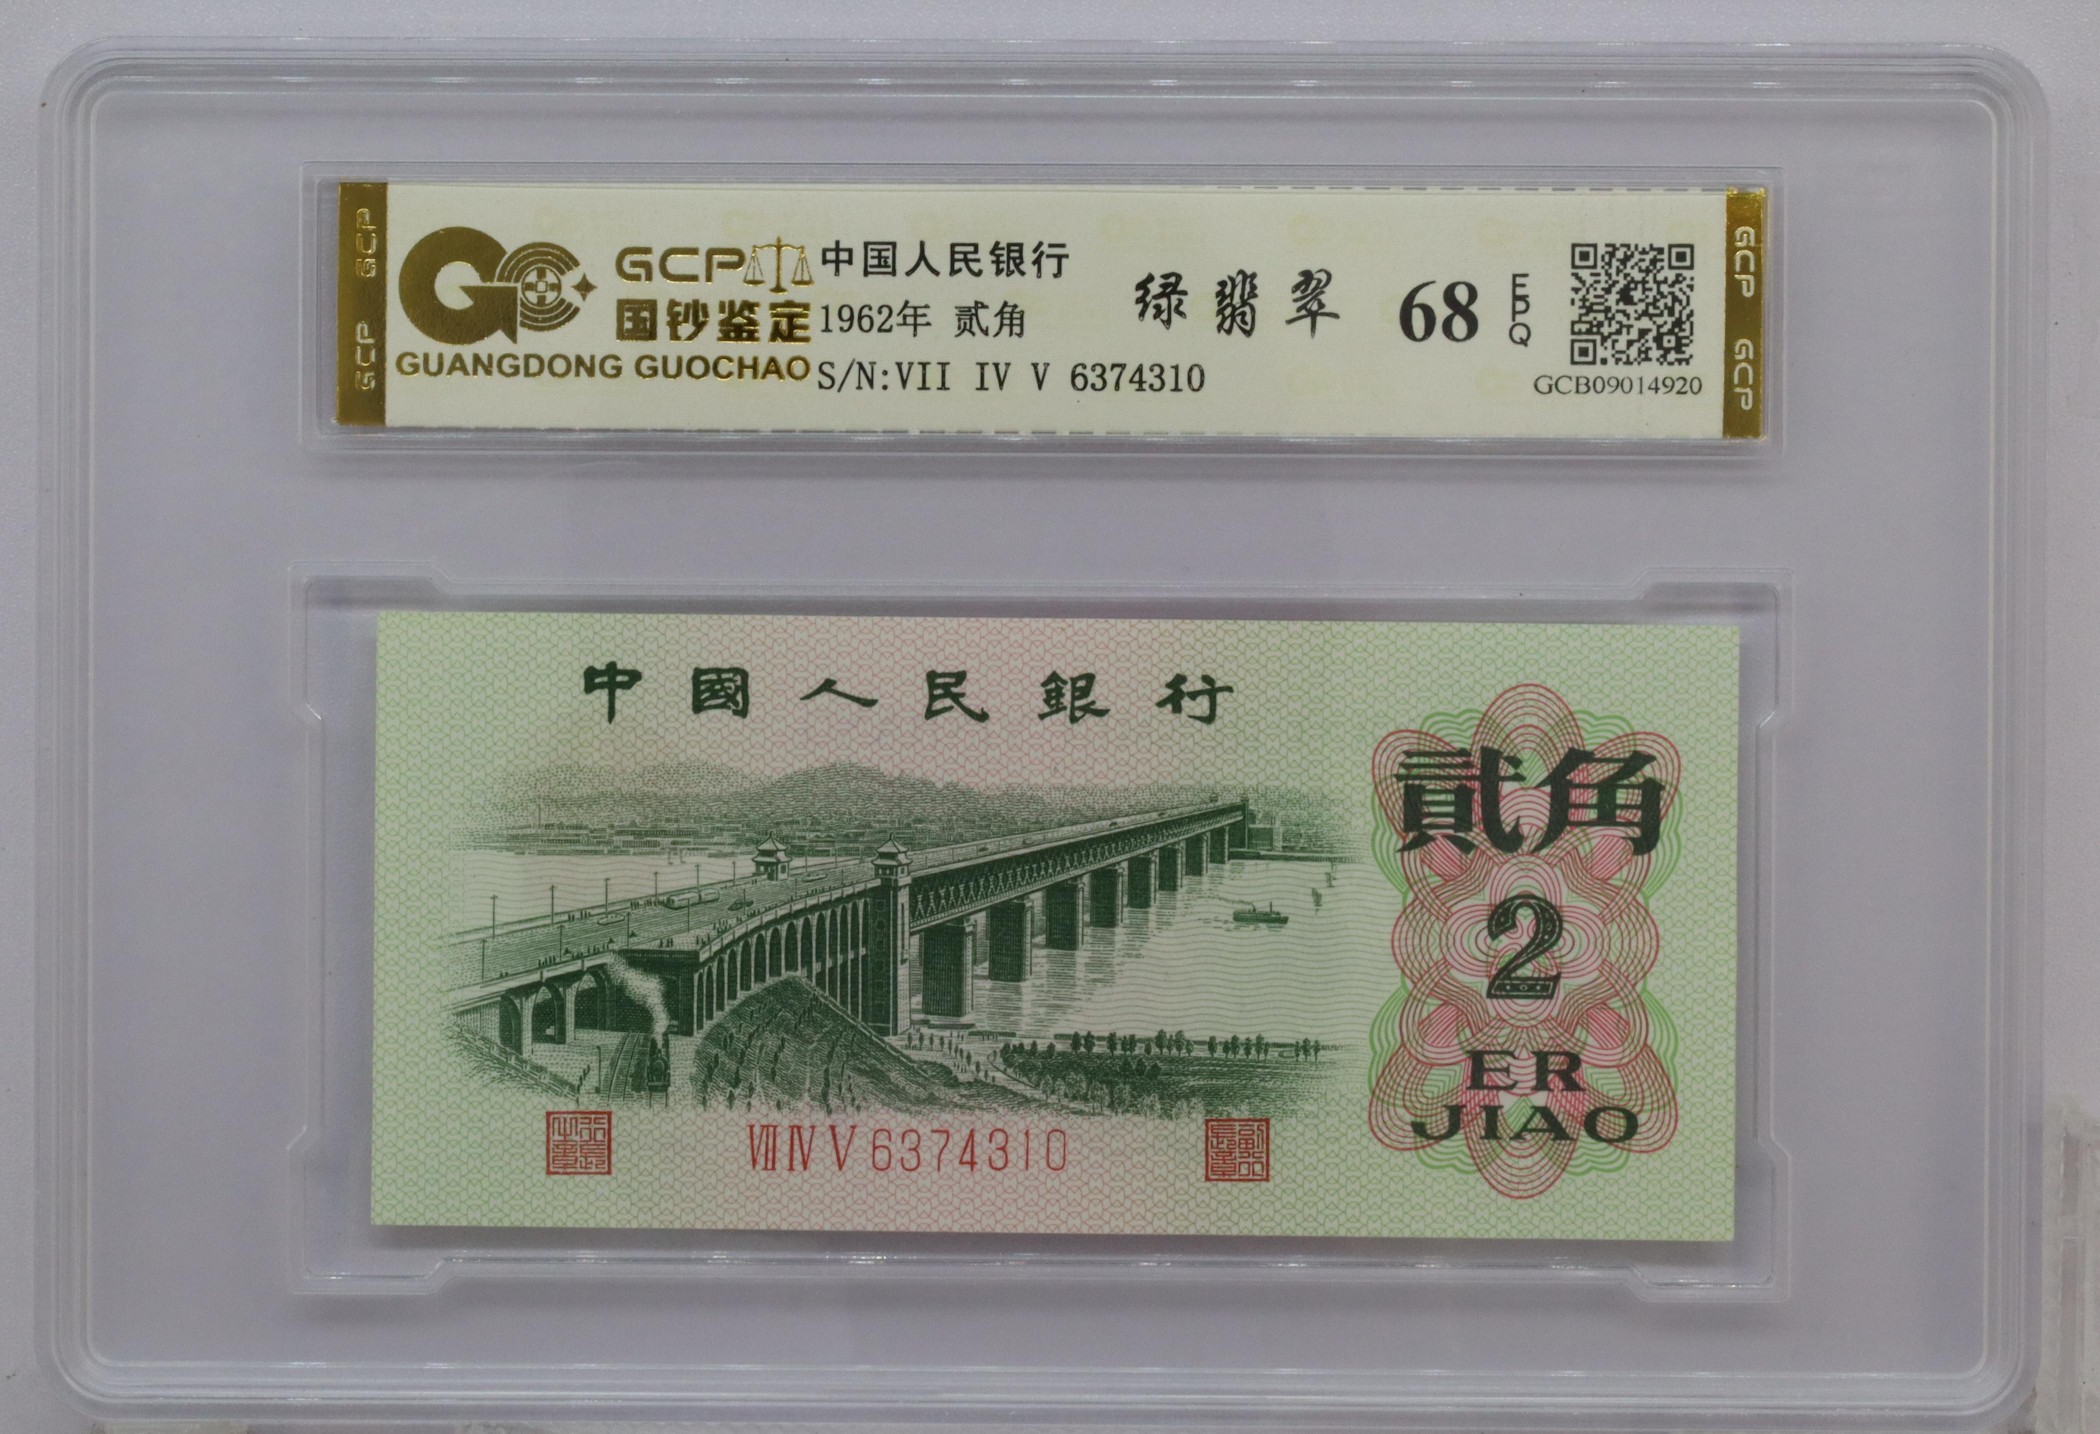 GCP GCP
GCP
国钞鉴定
GUANGDONG GUOCHAO
中国人民银行
1962年 贰角
S/N:VII IV V 6374310
绿翡翠
68
EPQ
GCB09014920
GCP GCP
中國人民銀行
貳角
2
ER
JIAO
VII IV V 6374310